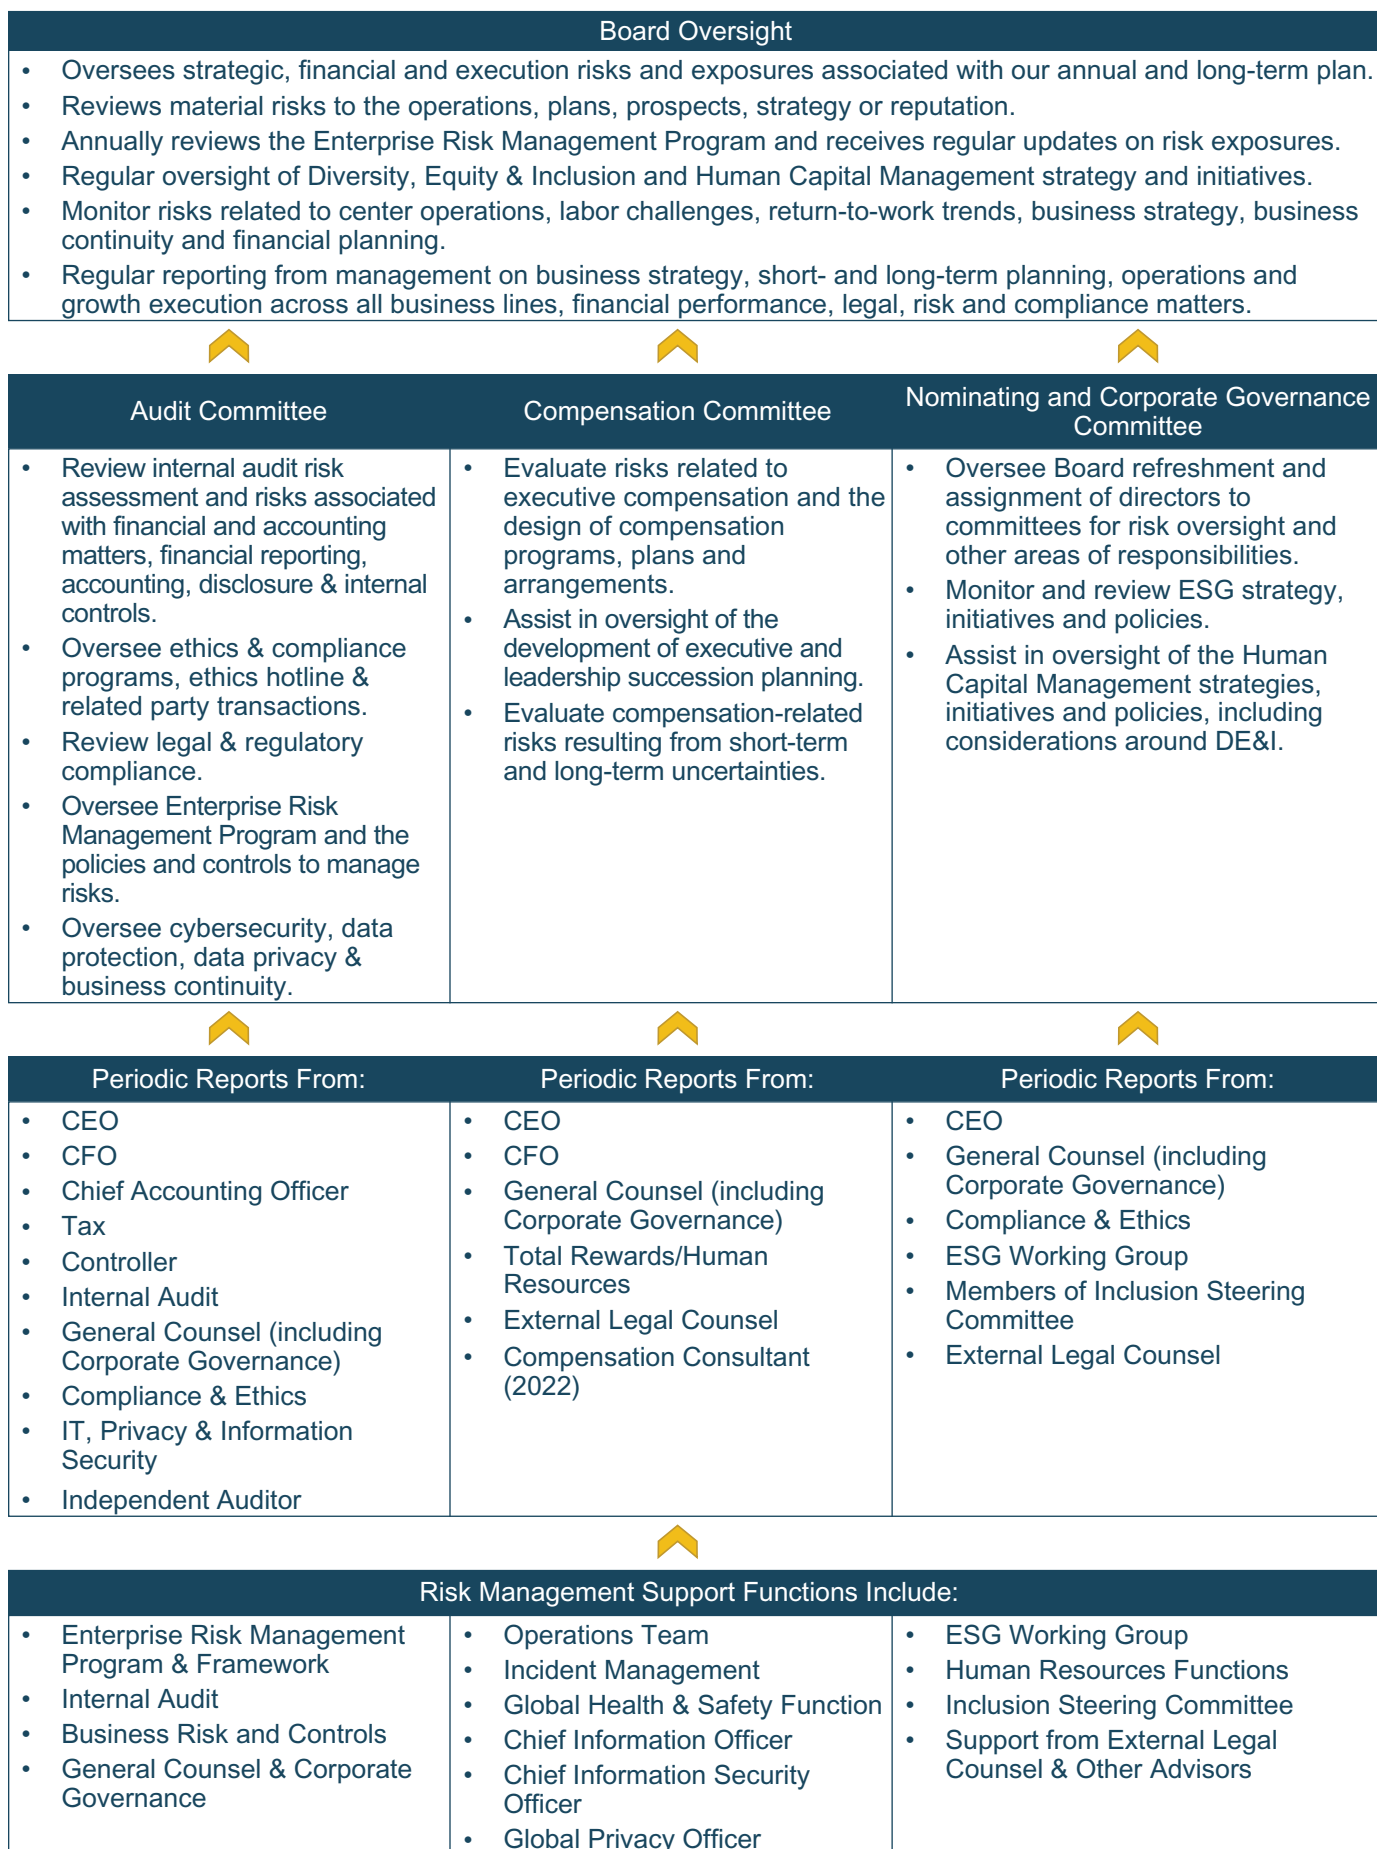 Board Oversight
• Oversees strategic, financial and execution risks and exposures associated with our annual and long-term plan.
• Reviews material risks to the operations, plans, prospects, strategy or reputation.
• Annually reviews the Enterprise Risk Management Program and receives regular updates on risk exposures.
• Regular oversight of Diversity, Equity & Inclusion and Human Capital Management strategy and initiatives.
• Monitor risks related to center operations, labor challenges, return-to-work trends, business strategy, business
continuity and financial planning.
• Regular reporting from management on business strategy, short- and long-term planning, operations and
growth execution across all business lines, financial performance, legal, risk and compliance matters.
Audit Committee
• Review internal audit risk
assessment and risks associated
with financial and accounting
matters, financial reporting,
accounting, disclosure & internal
controls.
• Oversee ethics & compliance
programs, ethics hotline &
related party transactions.
• Review legal & regulatory
compliance.
• Oversee Enterprise Risk
Management Program and the
policies and controls to manage
risks.
• Oversee cybersecurity, data
protection, data privacy &
business continuity.
Compensation Committee
• Evaluate risks related to
executive compensation and the
design of compensation
programs, plans and
arrangements.
• Assist in oversight of the
development of executive and
leadership succession planning.
• Evaluate compensation-related
risks resulting from short-term
and long-term uncertainties.
Nominating and Corporate Governance
Committee
• Oversee Board refreshment and
assignment of directors to
committees for risk oversight and
other areas of responsibilities.
• Monitor and review ESG strategy,
initiatives and policies.
• Assist in oversight of the Human
Capital Management strategies,
initiatives and policies, including
considerations around DE&I.
Periodic Reports From:
• CEO
• CFO
• Chief Accounting Officer
• Tax
• Controller
• Internal Audit
• General Counsel (including
Corporate Governance)
• Compliance & Ethics
• IT, Privacy & Information
Security
• Independent Auditor
Periodic Reports From:
• CEO
• CFO
• General Counsel (including
Corporate Governance)
• Total Rewards/Human
Resources
• External Legal Counsel
• Compensation Consultant
(2022)
Periodic Reports From:
• CEO
• General Counsel (including
Corporate Governance)
• Compliance & Ethics
• ESG Working Group
• Members of Inclusion Steering
Committee
• External Legal Counsel
Risk Management Support Functions Include:
• Enterprise Risk Management
Program & Framework
• Internal Audit
• Business Risk and Controls
• General Counsel & Corporate
Governance
• Operations Team
• Incident Management
• Global Health & Safety Function
• Chief Information Officer
• Chief Information Security
Officer
• Global Privacy Officer
• ESG Working Group
• Human Resources Functions
• Inclusion Steering Committee
• Support from External Legal
Counsel & Other Advisors